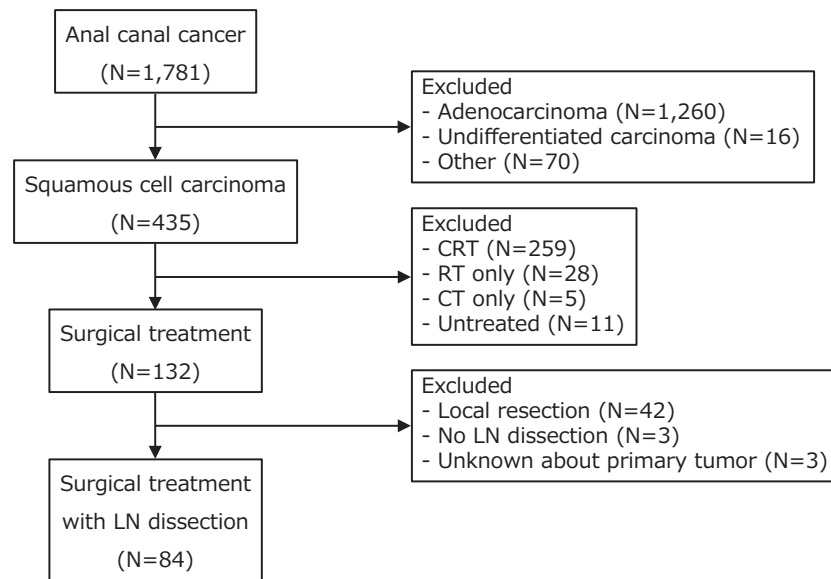 Anal canal cancer
(N=1,781)
Excluded
- Adenocarcinoma (N=1,260)
- Undifferentiated carcinoma (N=16)
- Other (N=70)
Squamous cell carcinoma
(N=435)
Excluded
- CRT (N=259)
- RT only (N=28)
- CT only (N=5)
- Untreated (N=11)
Surgical treatment
(N=132)
Excluded
- Local resection (N=42)
- No LN dissection (N=3)
- Unknown about primary tumor (N=3)
Surgical treatment
with LN dissection
(N=84)